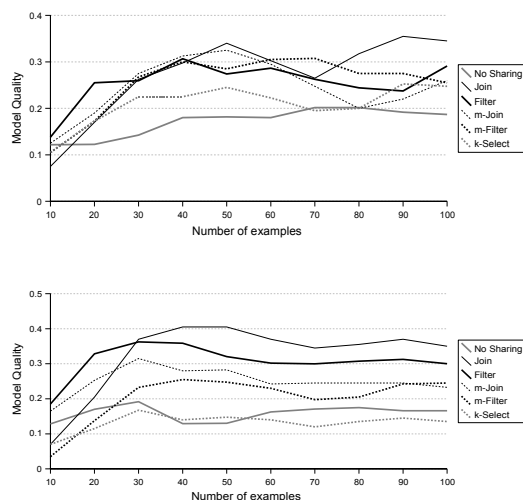 0.4
0.3
0.2
0.1
0
Model Quality
10 20 30 40 50 60 70 80 90 100
Number of examples
No Sharing
Join
Filter
m-Join
m-Filter
k-Select
0.5
0.4
0.3
0.2
0.1
0
Model Quality
10 20 30 40 50 60 70 80 90 100
Number of examples
No Sharing
Join
Filter
m-Join
m-Filter
k-Select